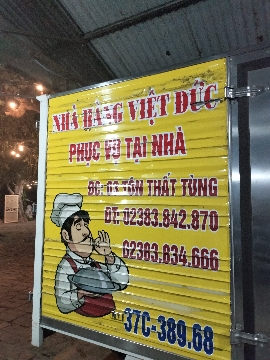 NHÀ HÀNG VIỆT ĐỨC
PHỤC VỤ TẠI NHÀ
ĐC: 05 TÔN THẤT TÙNG
ĐT: 02383.842.870
02383.834.666
37C-389.68